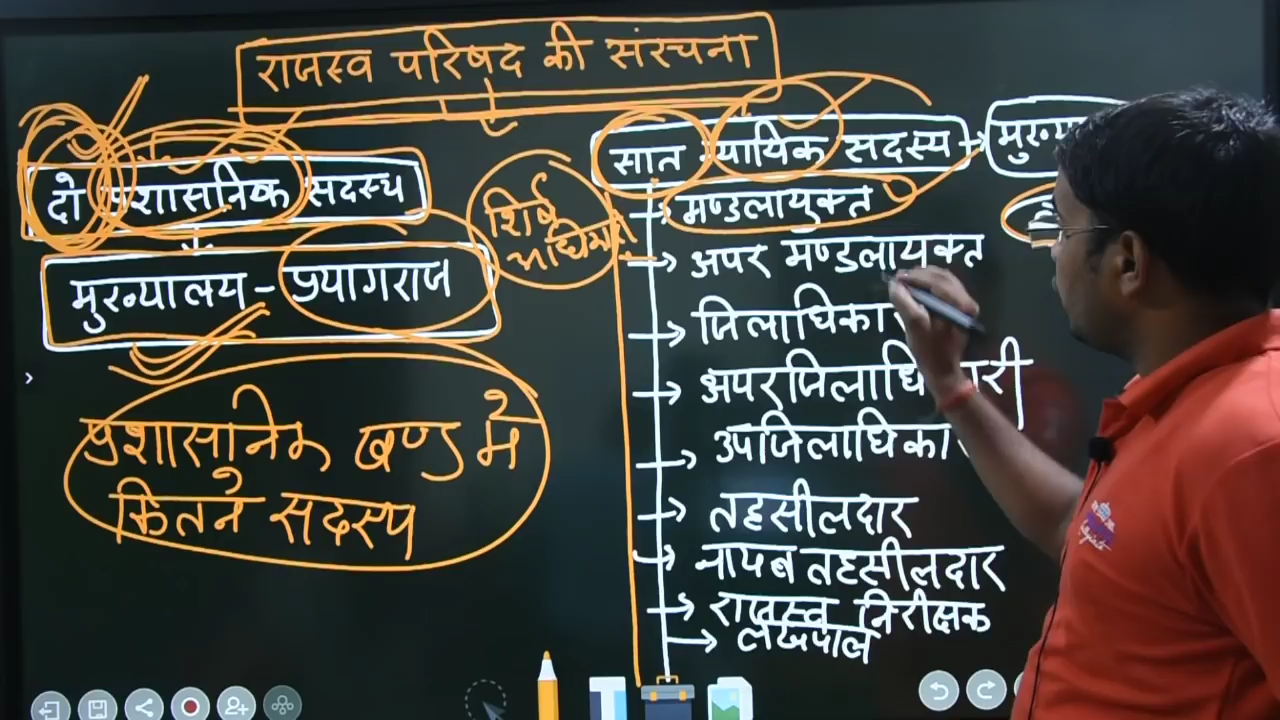 राजस्व परिषद की संरचना
दो प्रशासनिक सदस्य
मुख्यालय - प्रयागराज
प्रशासनिक खण्ड में
कितने सदस्य
शिर्ष
सात न्यायिक सदस्य
मण्डलायुक्त
अपर मण्डलायक्त
जिलाधिका
अपरजिलाधि री
उपजिलाधिका
तहसीलदार
नायब तहसीलदार
राजस्व निरीक्षक
लेखपाल